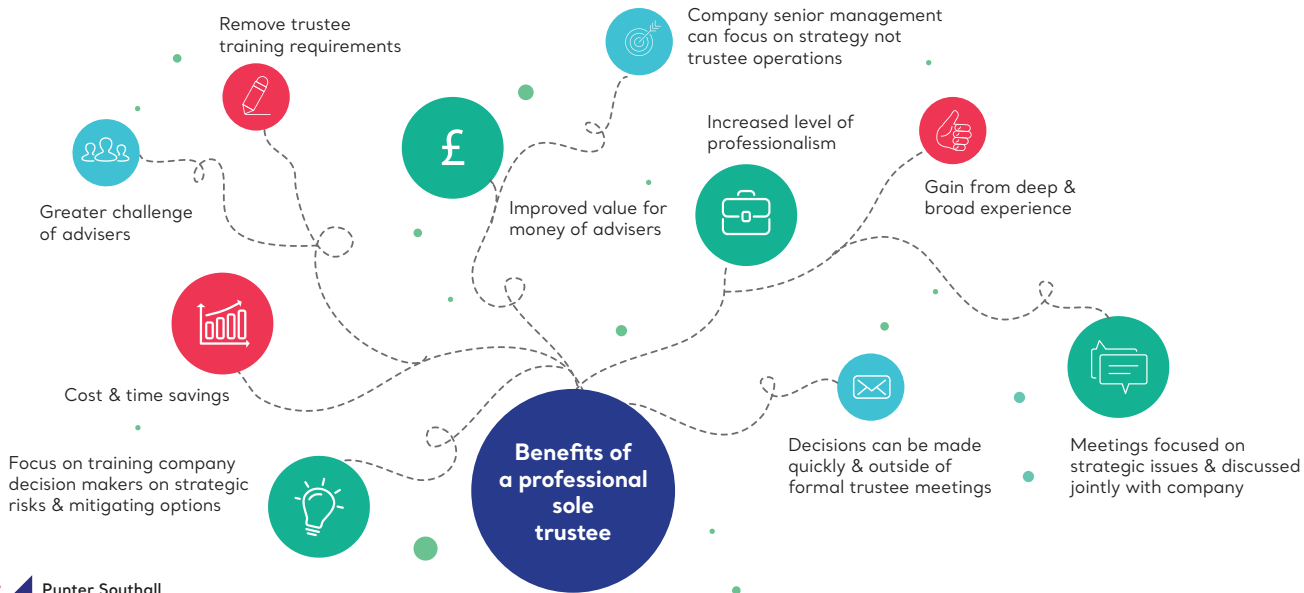 Remove trustee
training requirements
Company senior management
can focus on strategy not
trustee operations
Greater challenge
of advisers
£
Improved value for
money of advisers
Increased level of
professionalism
Gain from deep &
broad experience
Cost & time savings
Focus on training company
decision makers on strategic
risks & mitigating options
Benefits of
a professional
sole
trustee
Decisions can be made
quickly & outside of
formal trustee meetings
Meetings focused on
strategic issues & discussed
jointly with company
Punter Southall